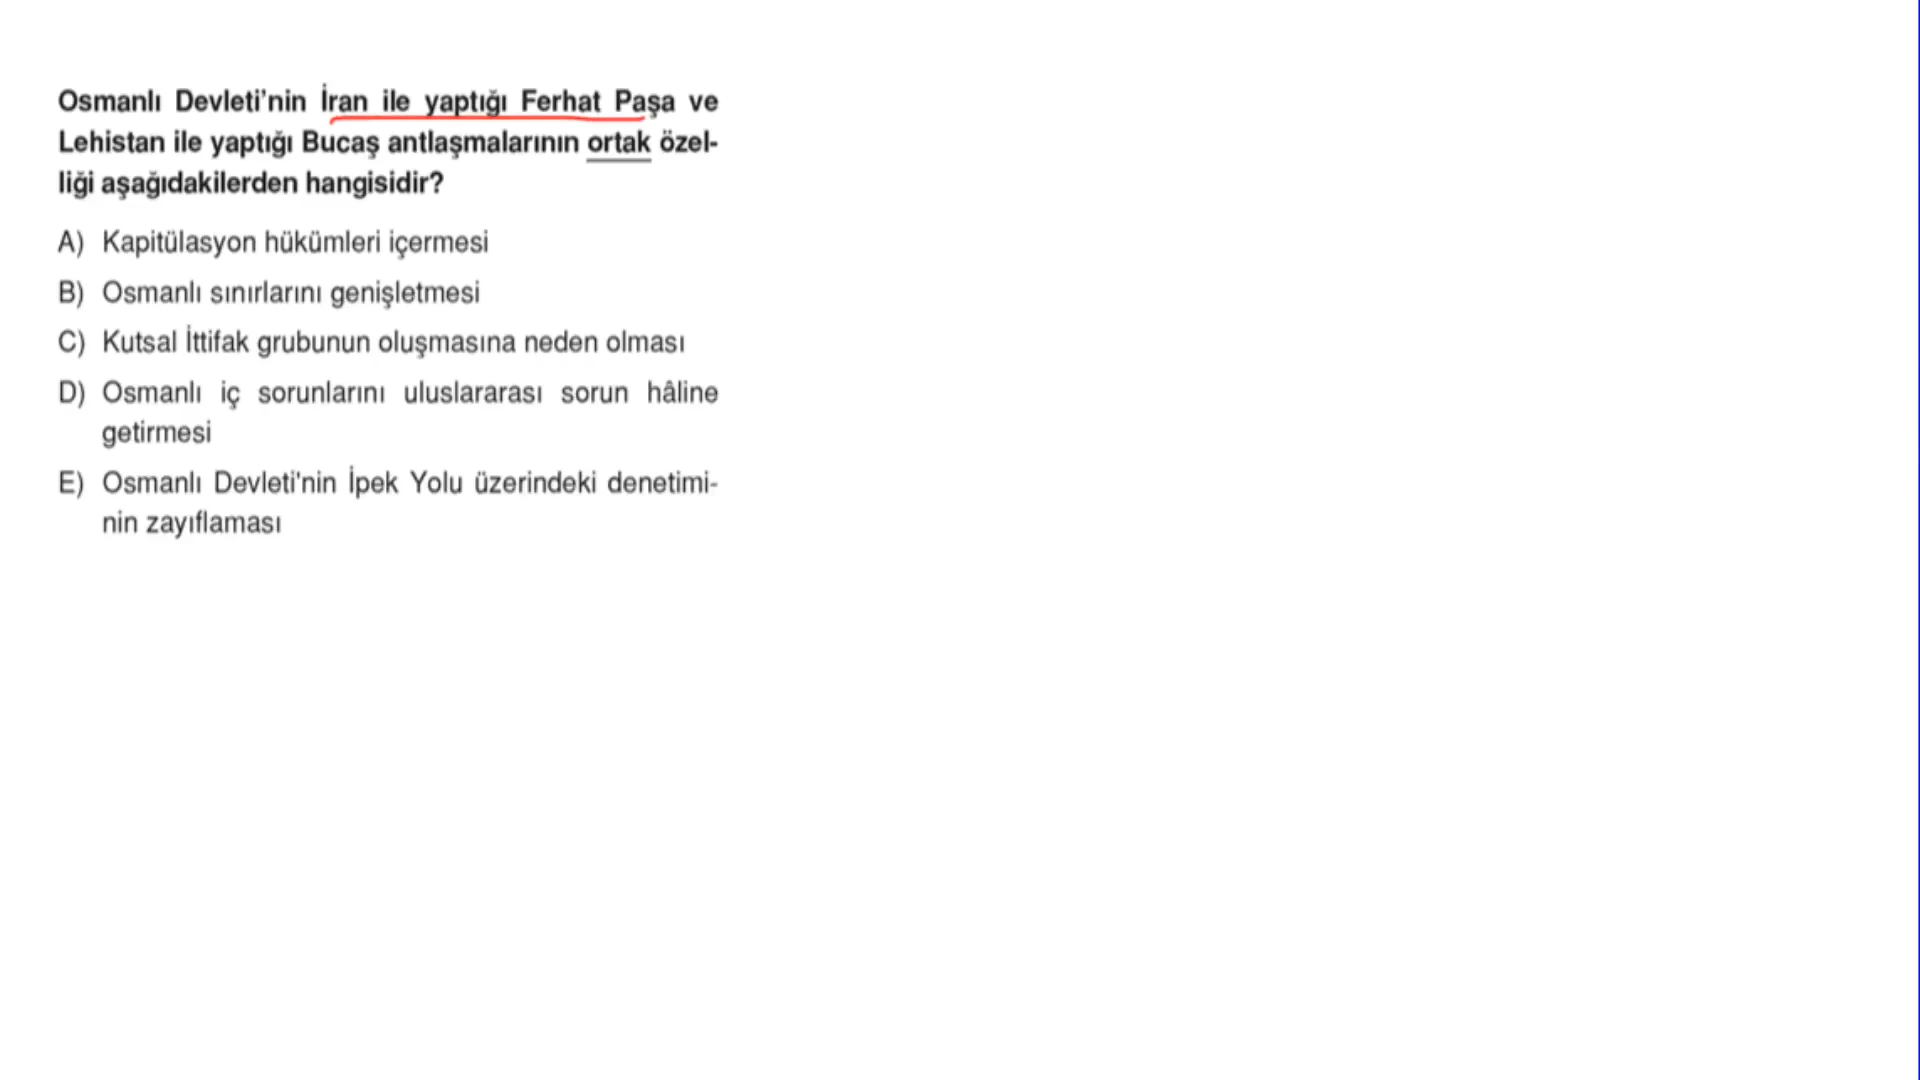 Osmanlı Devleti’nin İran ile yaptığı Ferhat Paşa ve
Lehistan ile yaptığı Bucaş antlaşmalarının ortak özel-
liği aşağıdakilerden hangisidir?
A) Kapitülasyon hükümleri içermesi
B) Osmanlı sınırlarını genişletmesi
C) Kutsal İttifak grubunun oluşmasına neden olması
D) Osmanlı iç sorunlarını uluslararası sorun hâline
getirmesi
E) Osmanlı Devleti'nin İpek Yolu üzerindeki denetimi-
nin zayıflaması